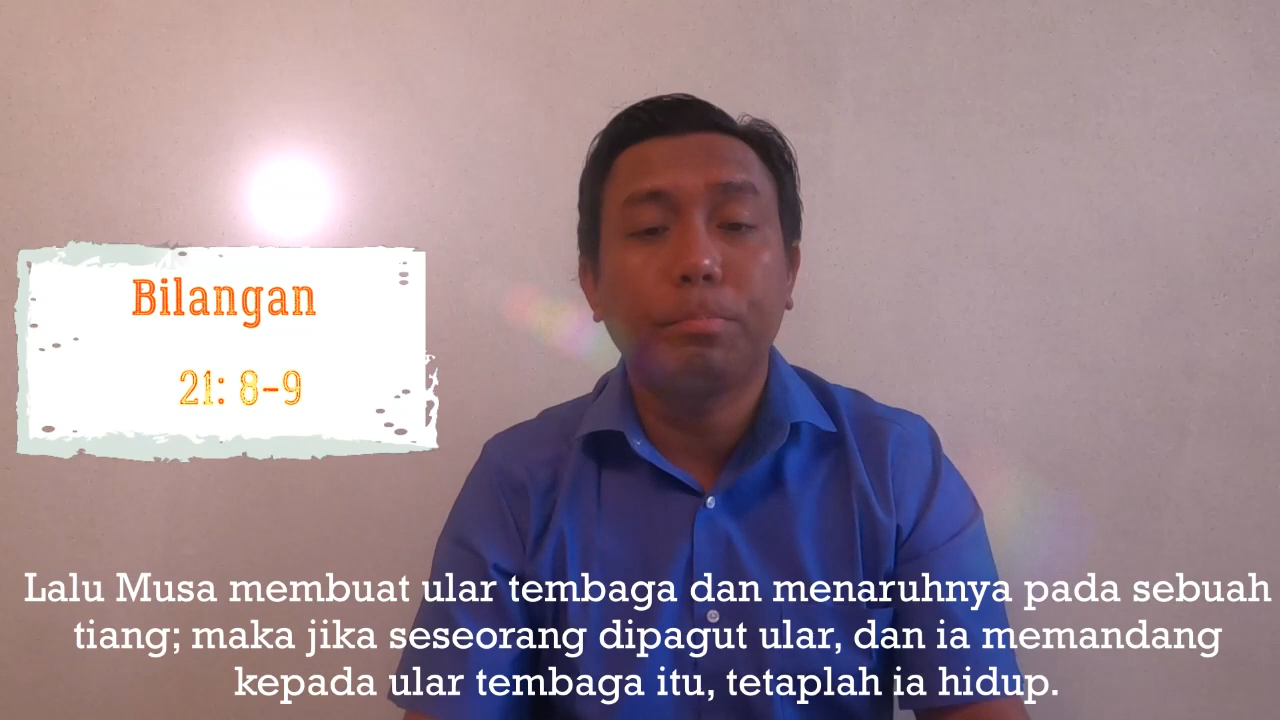 Bilangan
21: 8-9
Lalu Musa membuat ular tembaga dan menaruhnya pada sebuah
tiang; maka jika seseorang dipagut ular, dan ia memandang
kepada ular tembaga itu, tetaplah ia hidup.